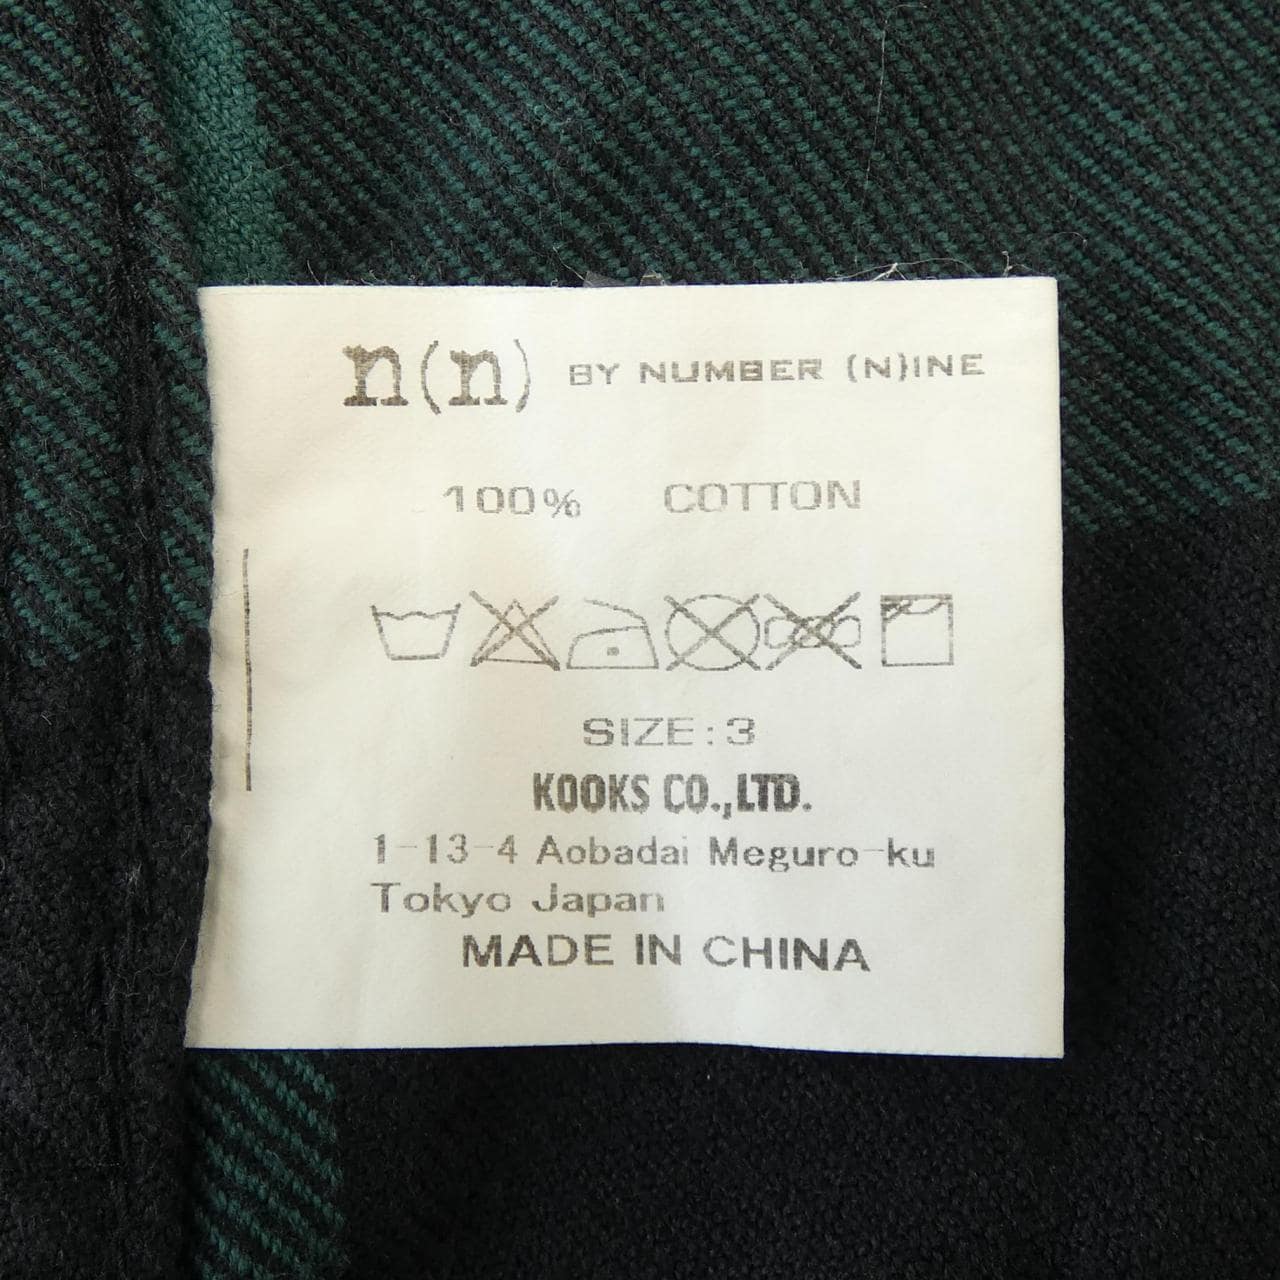 n(n) BY NUMBER (N)INE
100% COTTON
SIZE:3
KOOKS CO.,LTD.
1-13-4 Aobadai Meguro-ku
Tokyo Japan
MADE IN CHINA